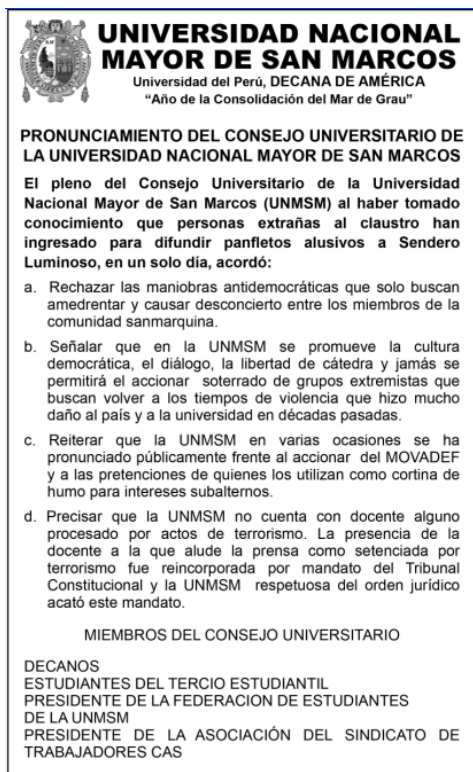 UNIVERSIDAD NACIONAL
MAYOR DE SAN MARCOS
Universidad del Perú, DECANA DE AMÉRICA
“Año de la Consolidación del Mar de Grau”
PRONUNCIAMIENTO DEL CONSEJO UNIVERSITARIO DE
LA UNIVERSIDAD NACIONAL MAYOR DE SAN MARCOS
El pleno del Consejo Universitario de la Universidad
Nacional Mayor de San Marcos (UNMSM) al haber tomado
conocimiento que personas extrañas al claustro han
ingresado para difundir panfletos alusivos a Sendero
Luminoso, en un solo día, acordó:
a. Rechazar las maniobras antidemocráticas que solo buscan
amedrentar y causar desconcierto entre los miembros de la
comunidad sanmarquina.
b. Señalar que en la UNMSM se promueve la cultura
democrática, el diálogo, la libertad de cátedra y jamás se
permitirá el accionar soterrado de grupos extremistas que
buscan volver a los tiempos de violencia que hizo mucho
daño al país y a la universidad en décadas pasadas.
c. Reiterar que la UNMSM en varias ocasiones se ha
pronunciado públicamente frente al accionar del MOVADEF
y a las pretenciones de quienes los utilizan como cortina de
humo para intereses subalternos.
d. Precisar que la UNMSM no cuenta con docente alguno
procesado por actos de terrorismo. La presencia de la
docente a la que alude la prensa como setenciada por
terrorismo fue reincorporada por mandato del Tribunal
Constitucional y la UNMSM respetuosa del orden jurídico
acató este mandato.
MIEMBROS DEL CONSEJO UNIVERSITARIO
DECANOS
ESTUDIANTES DEL TERCIO ESTUDIANTIL
PRESIDENTE DE LA FEDERACION DE ESTUDIANTES
DE LA UNMSM
PRESIDENTE DE LA ASOCIACIÓN DEL SINDICATO DE
TRABAJADORES CAS